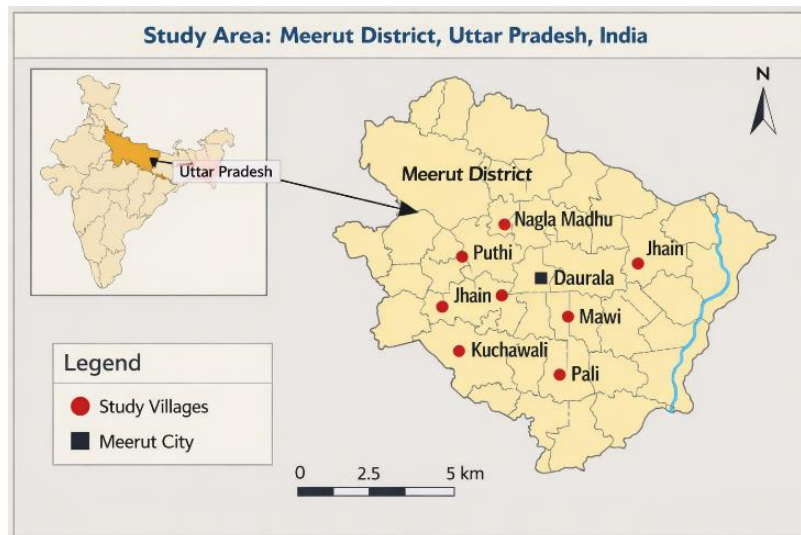 Study Area: Meerut District, Uttar Pradesh, India
N
Uttar Pradesh
Meerut District
Nagla Madhu
Puthi
Jhain
Daurala
Jhain
Mawi
Kuchawali
Pali
Legend
Study Villages
Meerut City
0 2.5 5 km